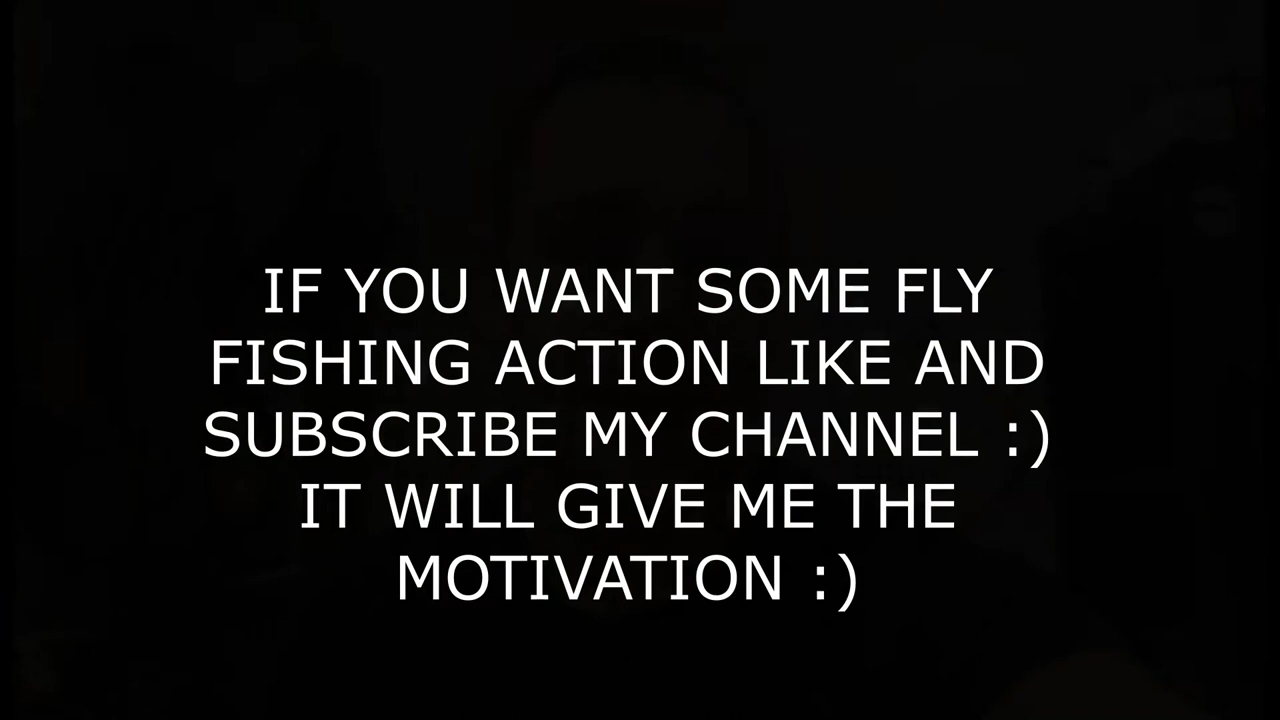 IF YOU WANT SOME FLY
FISHING ACTION LIKE AND
SUBSCRIBE MY CHANNEL :)
IT WILL GIVE ME THE
MOTIVATION :)